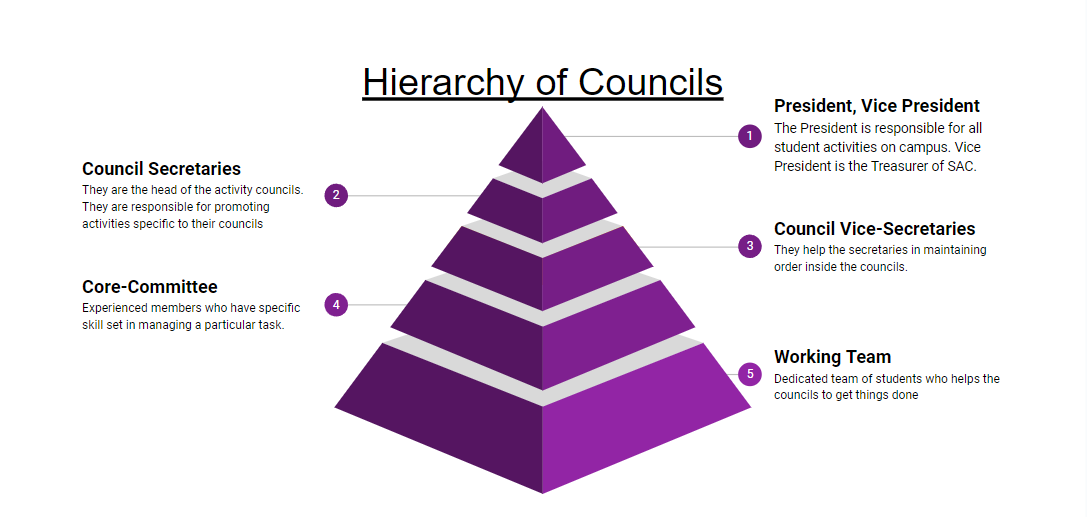 Hierarchy of Councils
1
President, Vice President
The President is responsible for all
student activities on campus. Vice
President is the Treasurer of SAC.
Council Secretaries
They are the head of the activity councils.
They are responsible for promoting
activities specific to their councils
2
3
Council Vice-Secretaries
They help the secretaries in maintaining
order inside the councils.
Core-Committee
Experienced members who have specific
skill set in managing a particular task.
4
5
Working Team
Dedicated team of students who helps the
councils to get things done